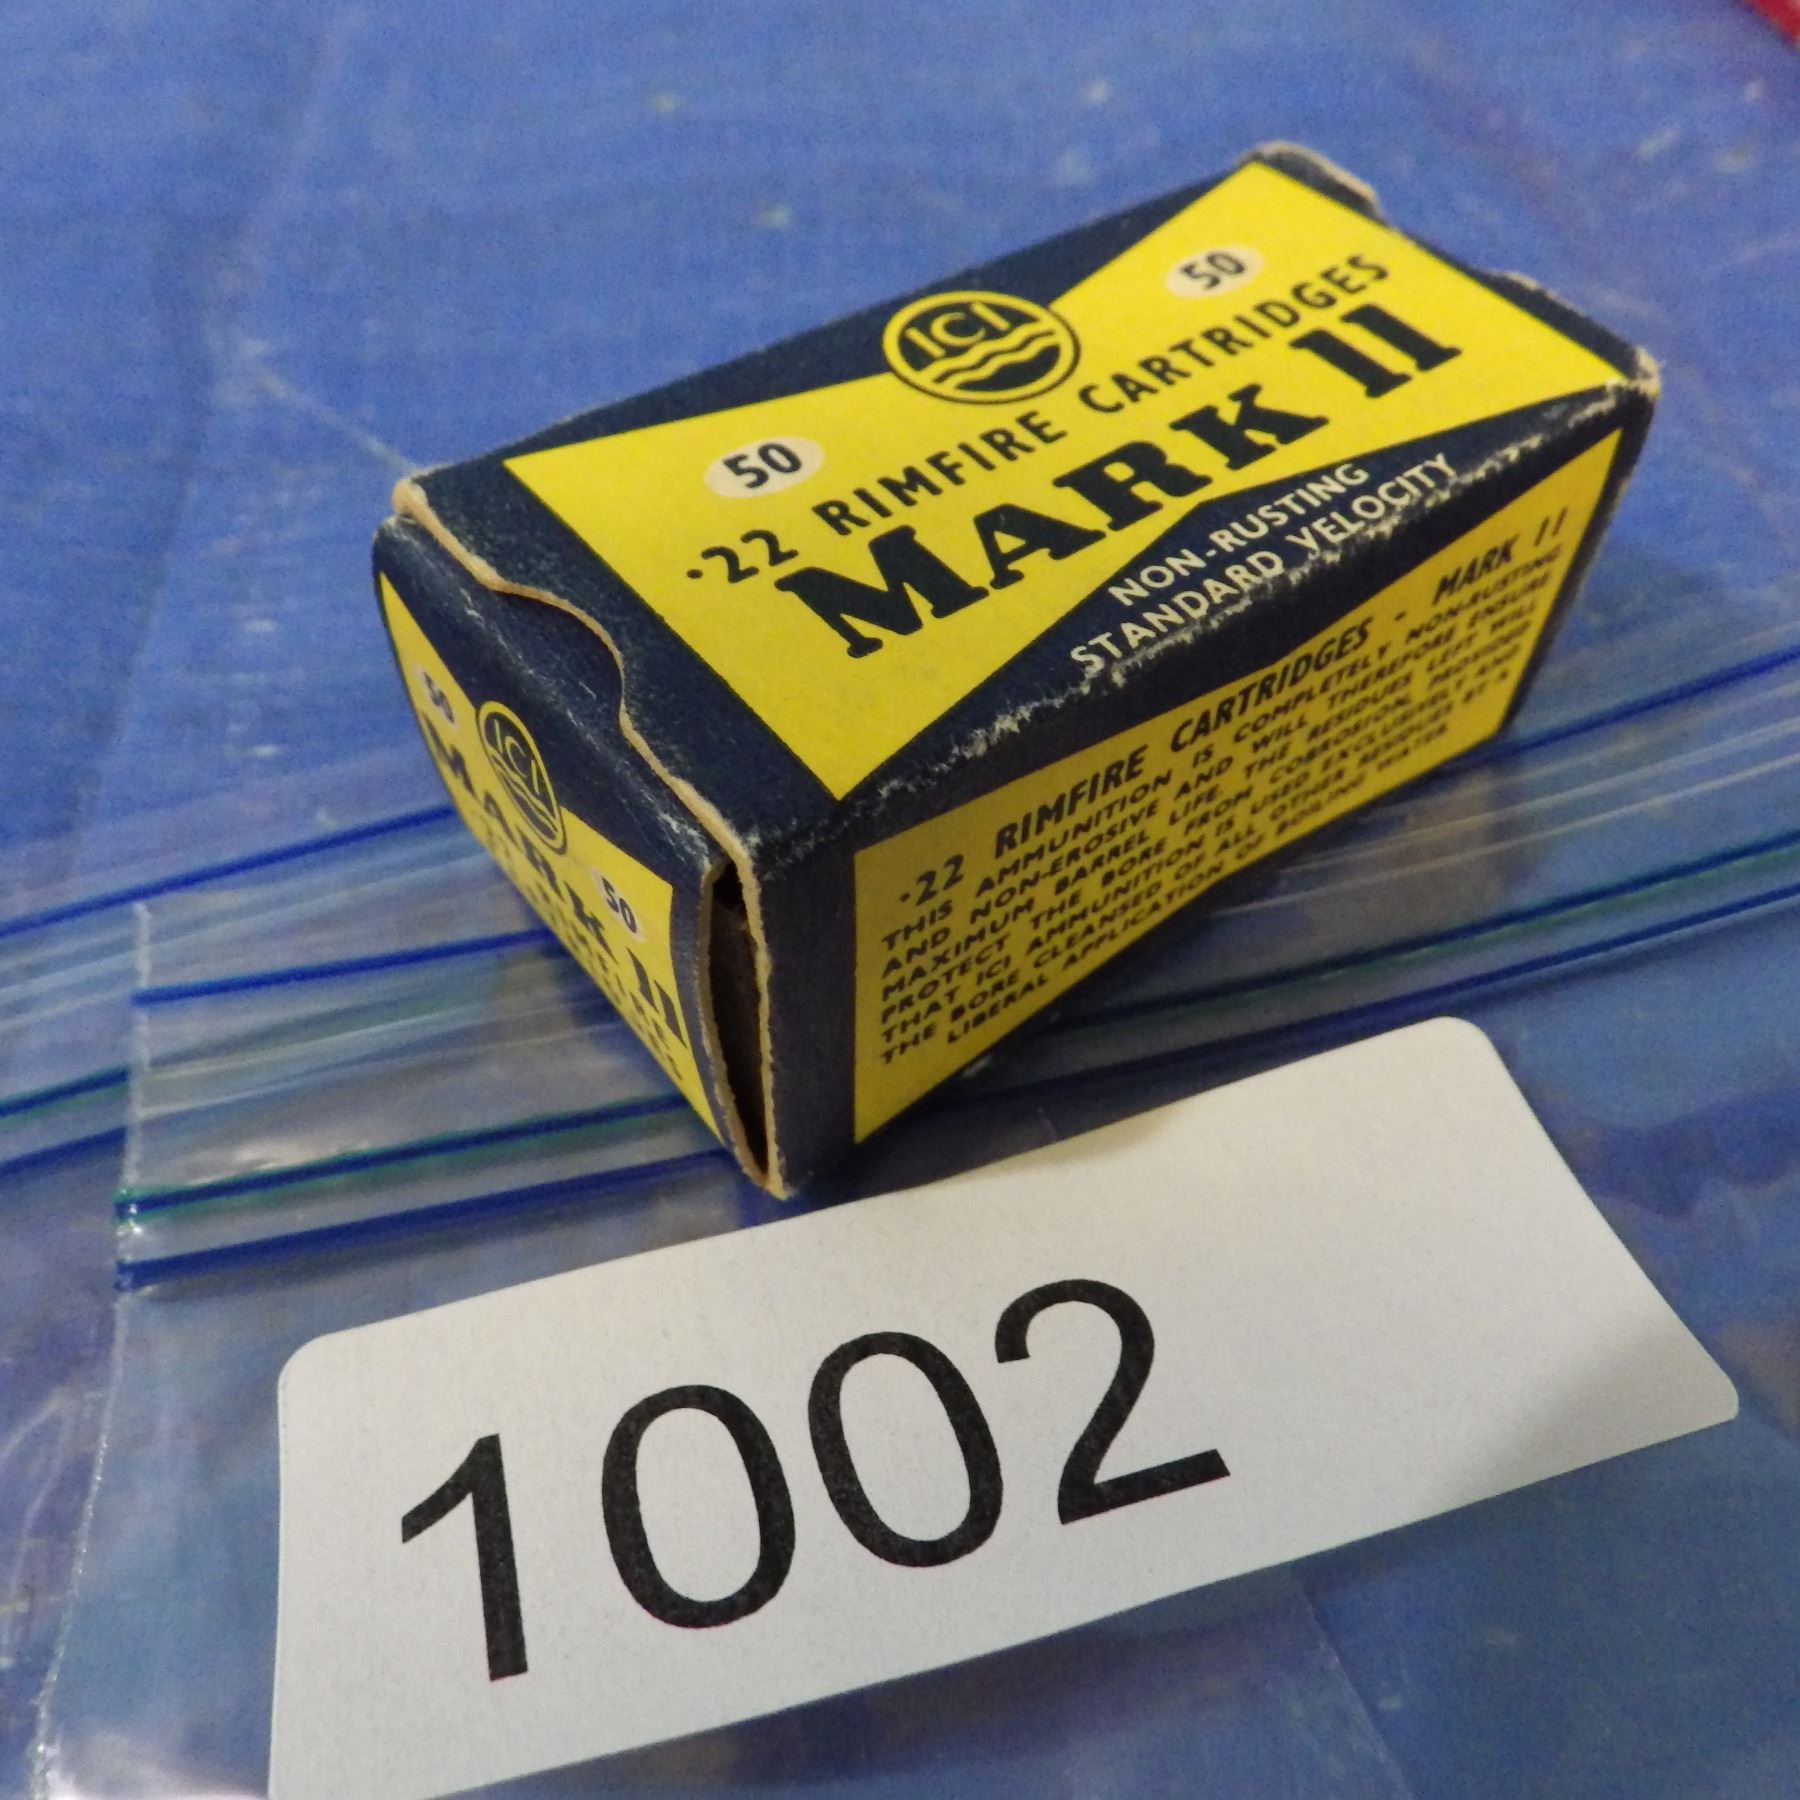 ICI
50
50
.22 RIMFIRE CARTRIDGES
MARK II
NON-RUSTING
STANDARD VELOCITY
.22 RIMFIRE CARTRIDGES - MARK II
THIS AMMUNITION IS COMPLETELY NON-RUSTING
AND NON-EROSIVE AND WILL THEREFORE ENSURE
MAXIMUM BARREL LIFE. THE RESIDUES LEFT WILL
PROTECT THE BORE FROM CORROSION, PROVIDED
THAT ICI AMMUNITION IS USED EXCLUSIVELY AND
THE BORE CLEANSED OF ALL OTHER RESIDUES BY A
LIBERAL APPLICATION OF BOILING WATER
ICI
50
50
MARK II
1002